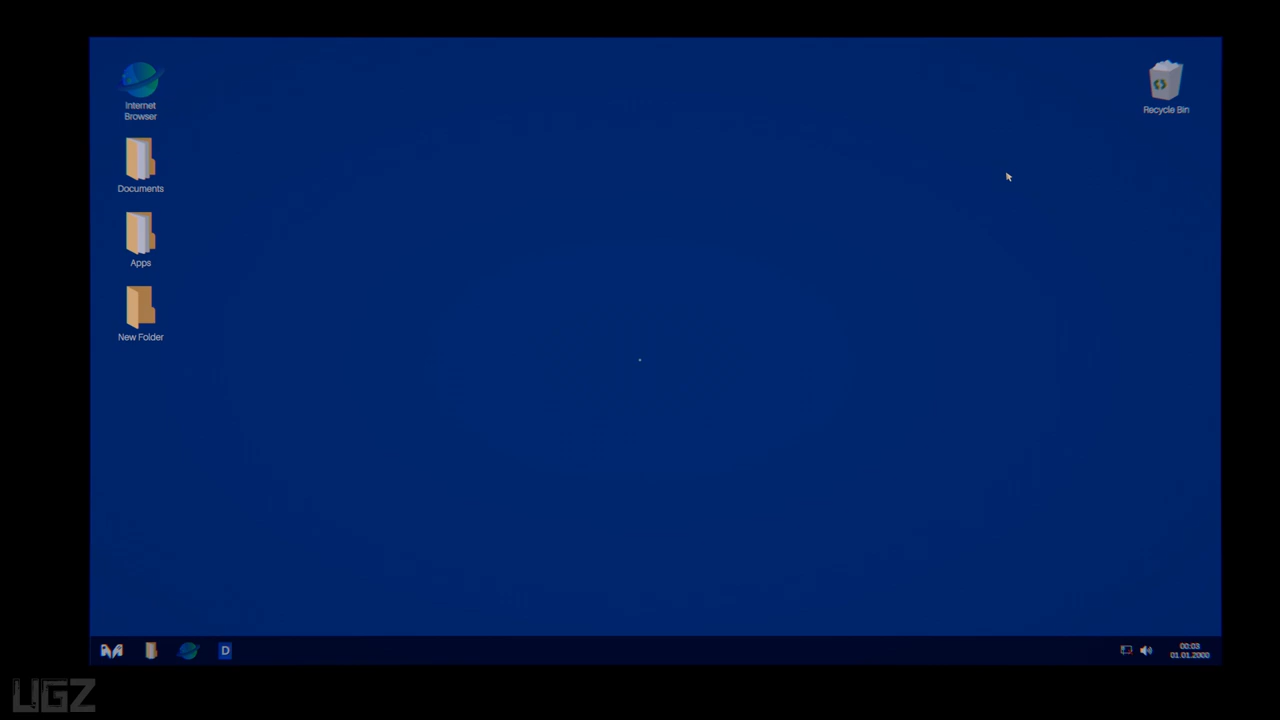 Internet
Browser
Recycle Bin
Documents
Apps
New Folder
D
00:03
01.01.2000
UGZ